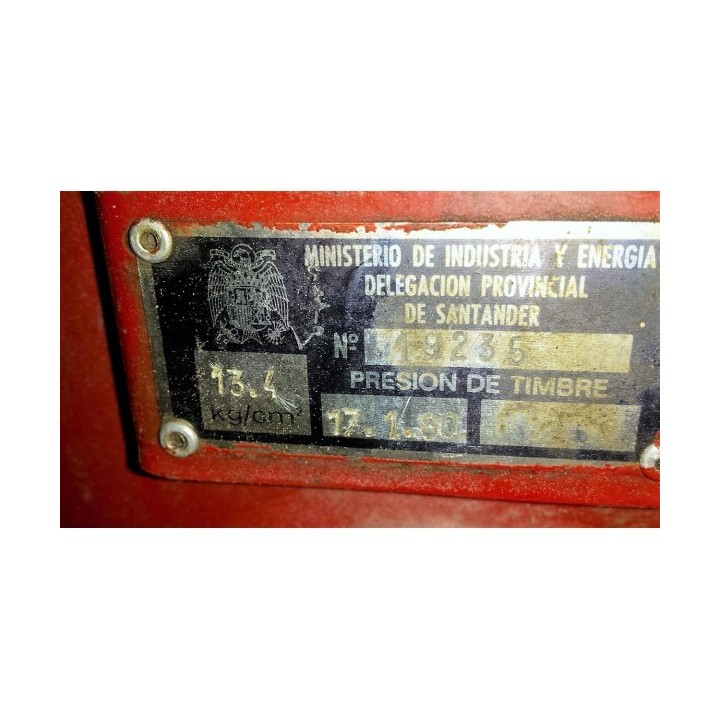 MINISTERIO DE INDUSTRIA Y ENERGIA
DELEGACION PROVINCIAL
DE SANTANDER
Nº 19235
PRESION DE TIMBRE
13.4
kg/cm²
17.1.80